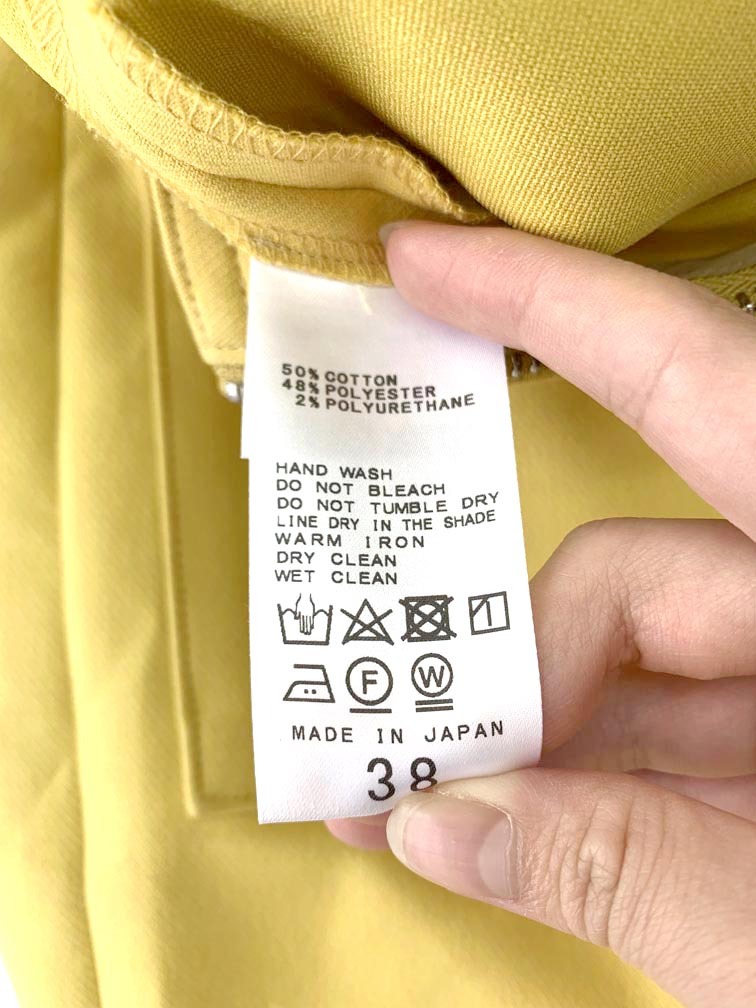 50% COTTON
48% POLYESTER
2% POLYURETHANE
HAND WASH
DO NOT BLEACH
DO NOT TUMBLE DRY
LINE DRY IN THE SHADE
WARM IRON
DRY CLEAN
WET CLEAN
F W
MADE IN JAPAN
38